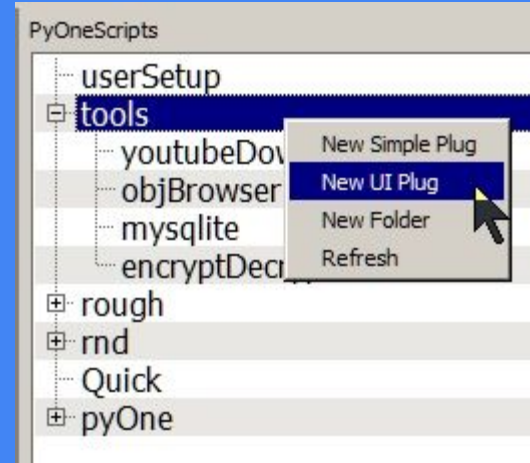 PyOneScripts
userSetup
tools
New Simple Plug
New UI Plug
objBrowser
New Folder
mysqlite
Refresh
rough
rnd
Quick
pyOne